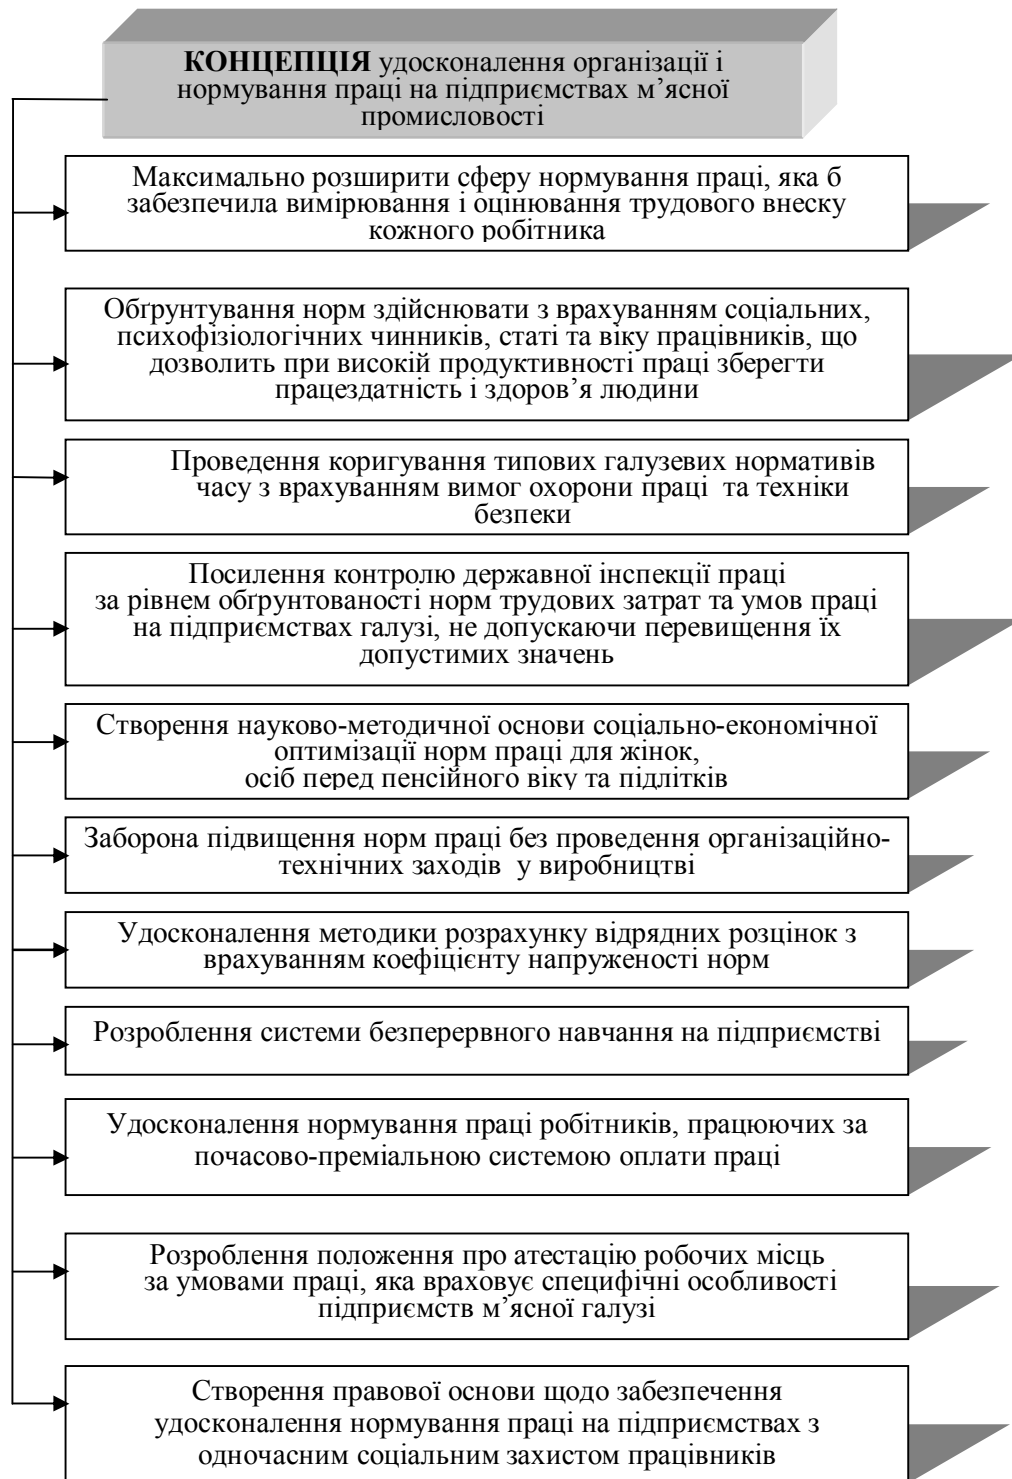 КОНЦЕПЦІЯ удосконалення організації і
нормування праці на підприємствах м’ясної
промисловості
Максимально розширити сферу нормування праці, яка б
забезпечила вимірювання і оцінювання трудового внеску
кожного робітника
Обґрунтування норм здійснювати з врахуванням соціальних,
психофізіологічних чинників, статі та віку працівників, що
дозволить при високій продуктивності праці зберегти
працездатність і здоров’я людини
Проведення коригування типових галузевих нормативів
часу з врахуванням вимог охорони праці та техніки
безпеки
Посилення контролю державної інспекції праці
за рівнем обґрунтованості норм трудових затрат та умов праці
на підприємствах галузі, не допускаючи перевищення їх
допустимих значень
Створення науково-методичної основи соціально-економічної
оптимізації норм праці для жінок,
осіб перед пенсійного віку та підлітків
Заборона підвищення норм праці без проведення організаційно-
технічних заходів у виробництві
Удосконалення методики розрахунку відрядних розцінок з
врахуванням коефіцієнту напруженості норм
Розроблення системи безперервного навчання на підприємстві
Удосконалення нормування праці робітників, працюючих за
почасово-преміальною системою оплати праці
Розроблення положення про атестацію робочих місць
за умовами праці, яка враховує специфічні особливості
підприємств м’ясної галузі
Створення правової основи щодо забезпечення
удосконалення нормування праці на підприємствах з
одночасним соціальним захистом працівників